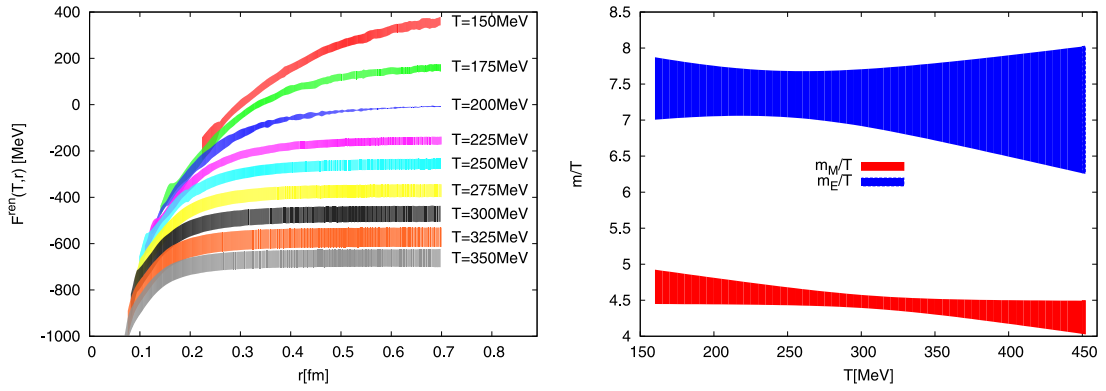 400
200
0
-200
-400
-600
-800
-1000
F^ren(T,r) [MeV]
T=150MeV
T=175MeV
T=200MeV
T=225MeV
T=250MeV
T=275MeV
T=300MeV
T=325MeV
T=350MeV
0 0.1 0.2 0.3 0.4 0.5 0.6 0.7 0.8
r[fm]
8.5
8
7.5
7
6.5
6
5.5
5
4.5
4
m/T
m_M/T
m_E/T
150 200 250 300 350 400 450
T[MeV]